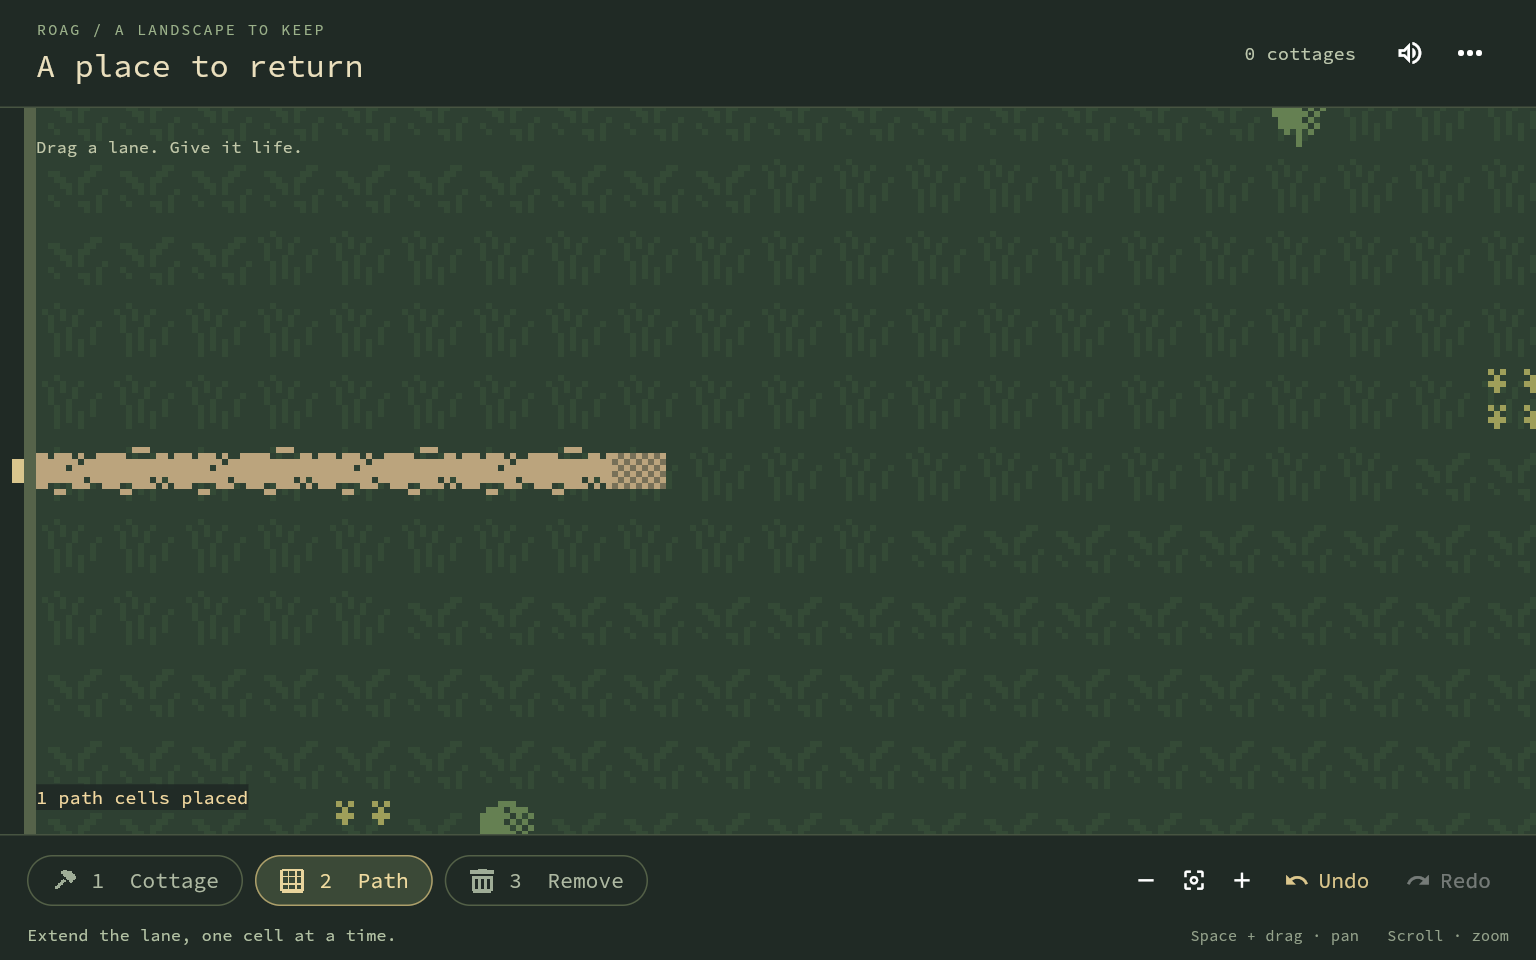 ROAG / A LANDSCAPE TO KEEP
A place to return
0 cottages
Drag a lane. Give it life.
1 path cells placed
1 Cottage
2 Path
3 Remove
Undo
Redo
Extend the lane, one cell at a time.
Space + drag · pan Scroll · zoom